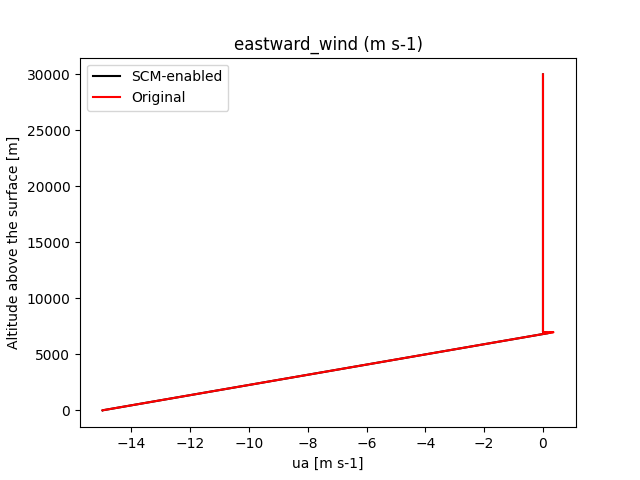 eastward_wind (m s-1)
SCM-enabled
Original
Altitude above the surface [m]
30000
25000
20000
15000
10000
5000
0
−14 −12 −10 −8 −6 −4 −2 0
ua [m s-1]